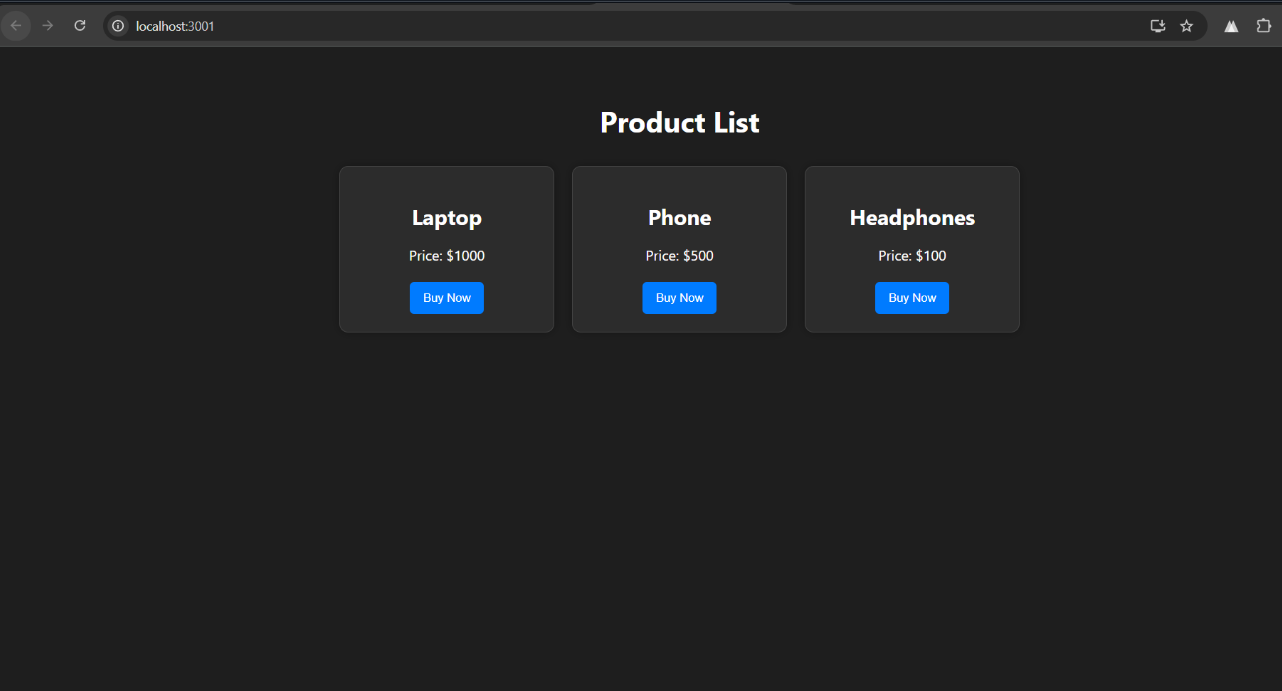 localhost:3001
Product List
Laptop
Price: $1000
Buy Now
Phone
Price: $500
Buy Now
Headphones
Price: $100
Buy Now